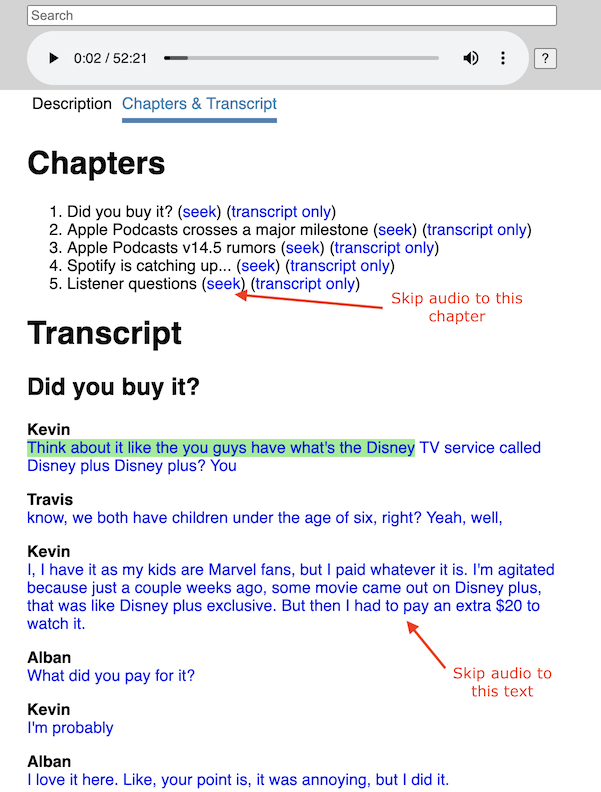 Search
0:02 / 52:21
?
Description Chapters & Transcript
Chapters
1. Did you buy it? (seek) (transcript only)
2. Apple Podcasts crosses a major milestone (seek) (transcript only)
3. Apple Podcasts v14.5 rumors (seek) (transcript only)
4. Spotify is catching up... (seek) (transcript only)
5. Listener questions (seek) (transcript only)
Skip audio to this
chapter
Transcript
Did you buy it?
Kevin
Think about it like the you guys have what's the Disney TV service called
Disney plus Disney plus? You
Travis
know, we both have children under the age of six, right? Yeah, well,
Kevin
I, I have it as my kids are Marvel fans, but I paid whatever it is. I'm agitated
because just a couple weeks ago, some movie came out on Disney plus,
that was like Disney plus exclusive. But then I had to pay an extra $20 to
watch it.
Alban
What did you pay for it?
Skip audio to
this text
Kevin
I'm probably
Alban
I love it here. Like, your point is, it was annoying, but I did it.